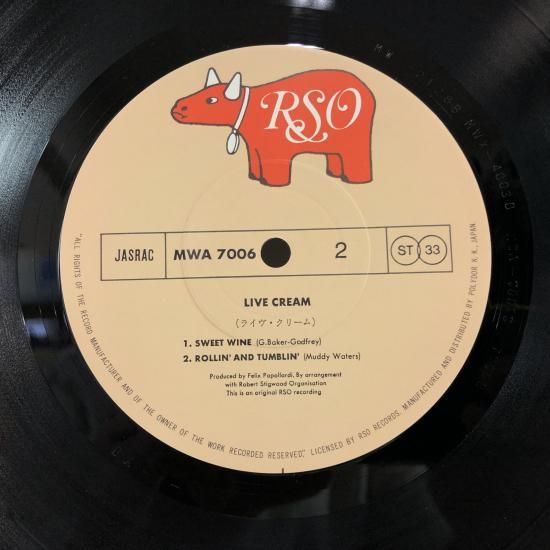 RSO
JASRAC
MWA 7006
2
ST 33
LIVE CREAM
(ライヴ・クリーム)
1. SWEET WINE (G.Baker-Godfrey)
2. ROLLIN' AND TUMBLIN' (Muddy Waters)
Produced by Felix Papallardi, By arrangement
with Robert Stigwood Organisation
This is an original RSO recording
"ALL RIGHTS OF THE RECORD MANUFACTURER AND OF THE OWNER OF THE WORK RECORDED RESERVED." LICENSED BY RSO RECORDS, MANUFACTURED AND DISTRIBUTED BY POLYDOR K.K., JAPAN.